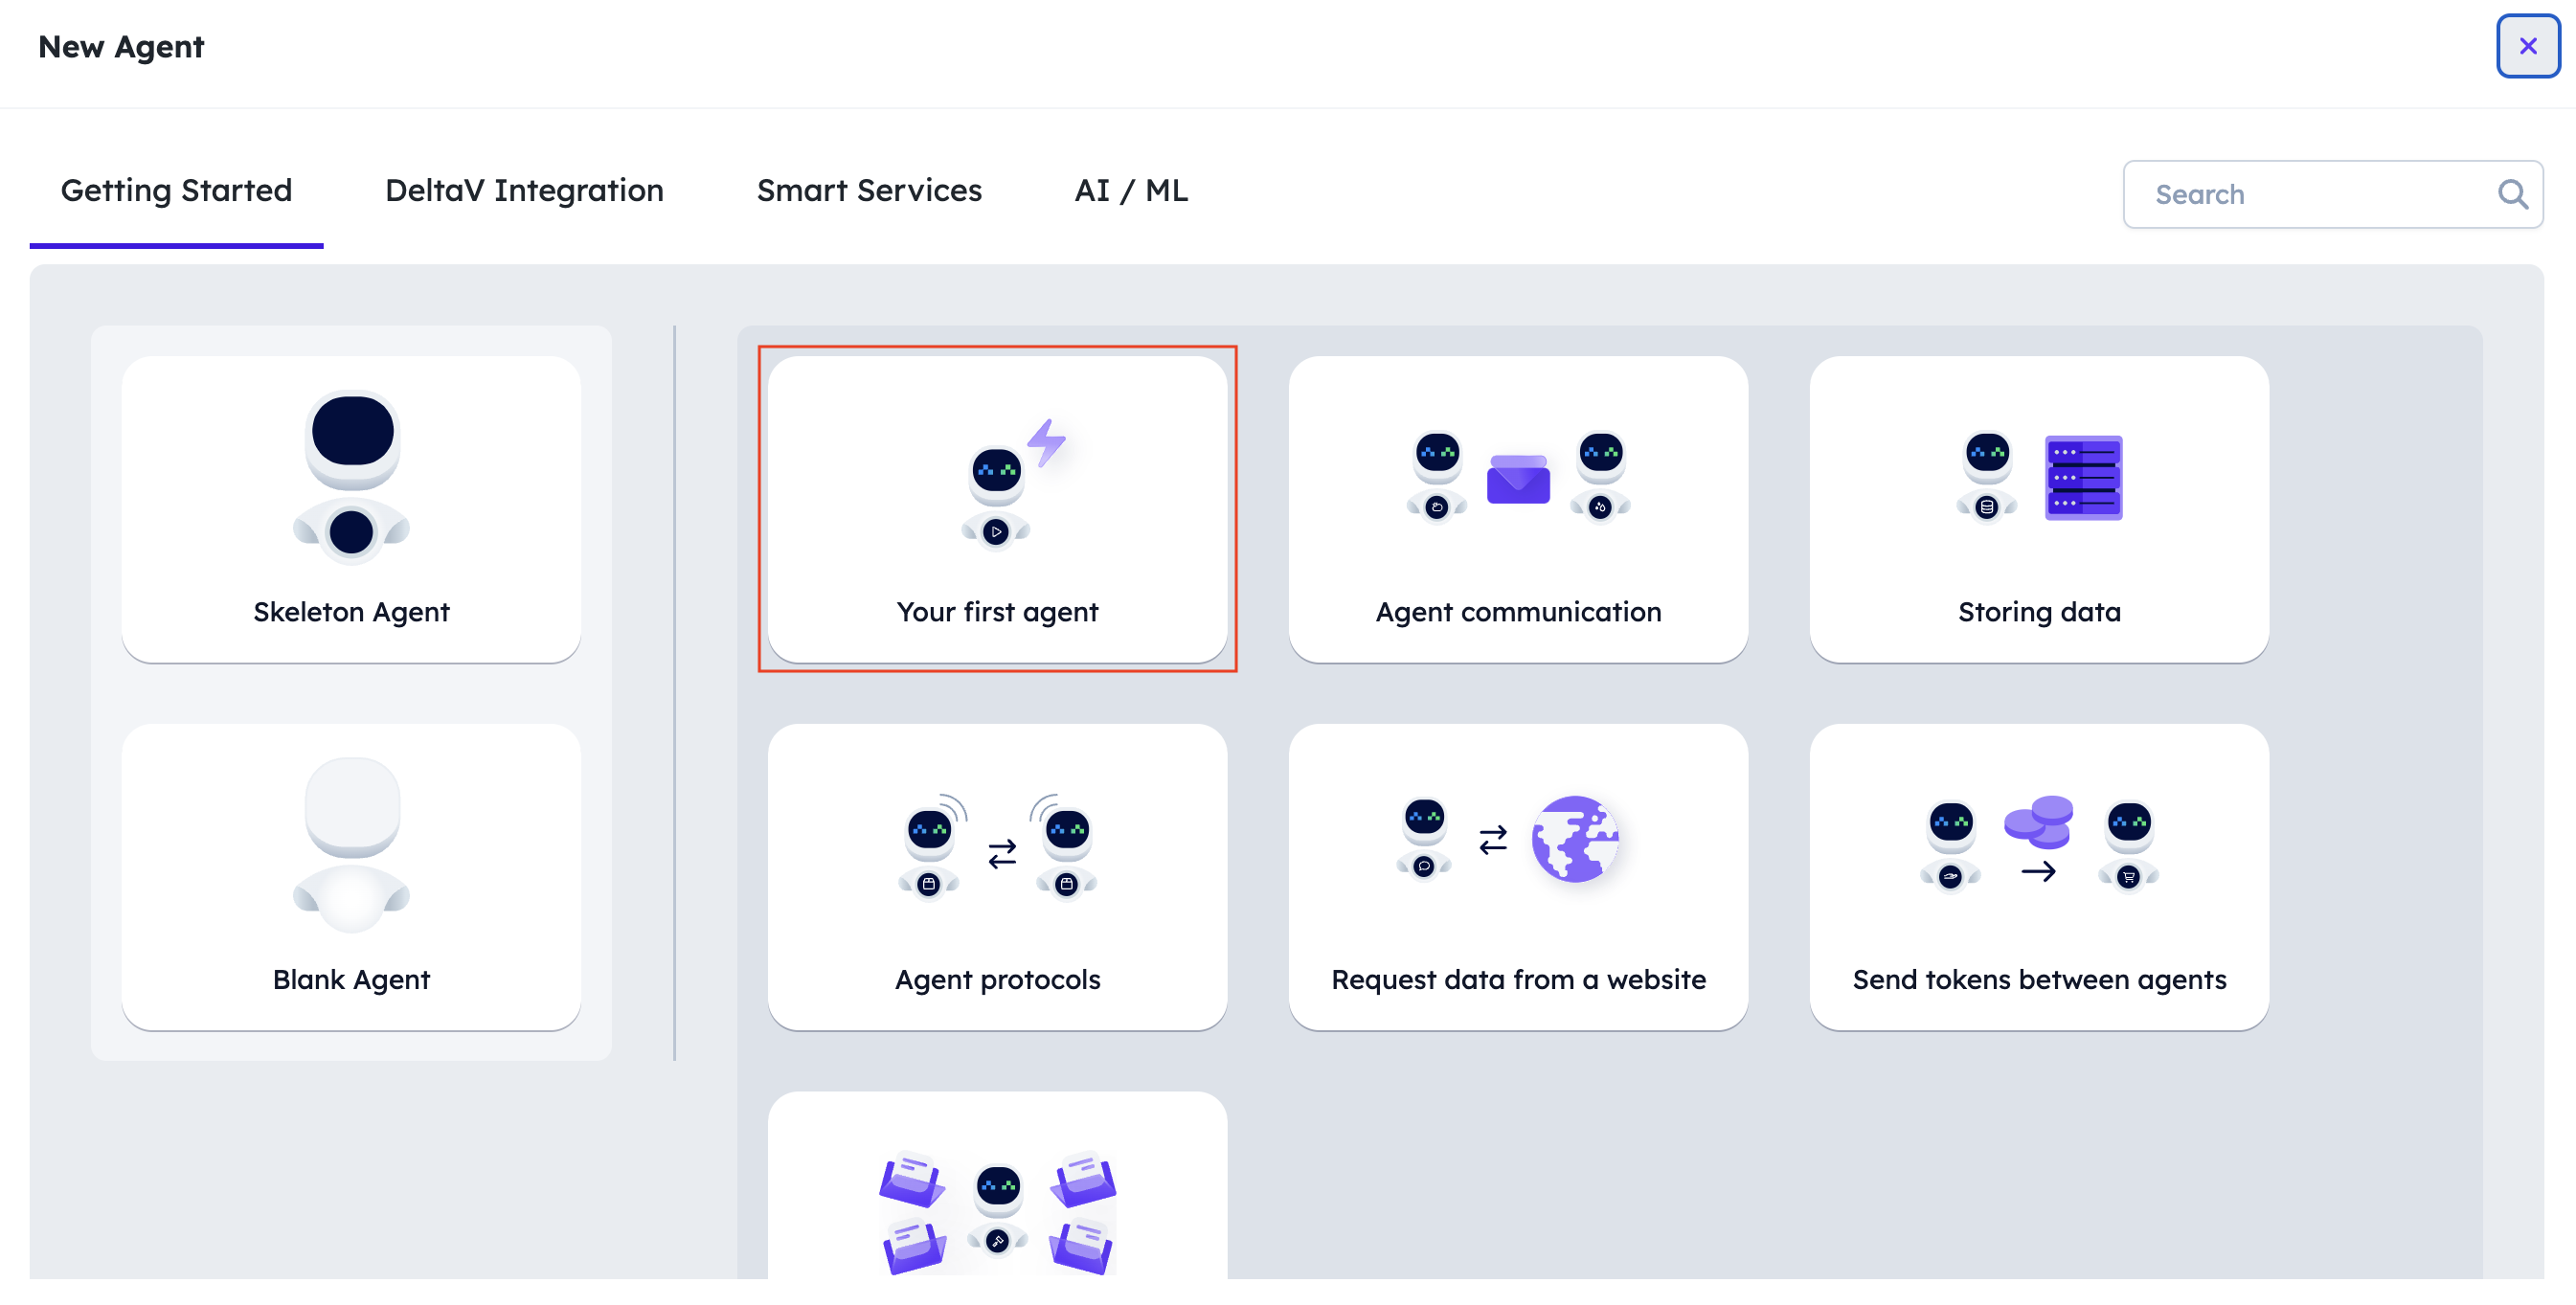 New Agent
Getting Started
DeltaV Integration
Smart Services
AI / ML
Search
Skeleton Agent
Your first agent
Agent communication
Storing data
Blank Agent
Agent protocols
Request data from a website
Send tokens between agents